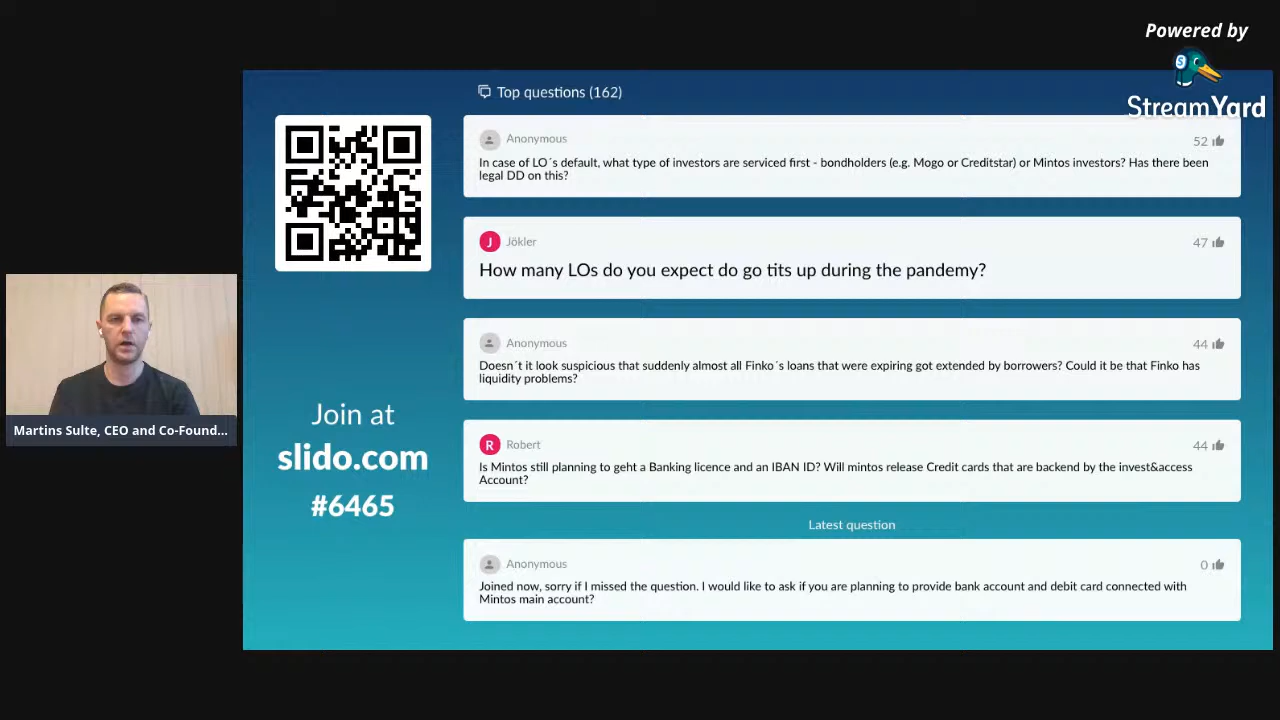 Powered by
StreamYard
Top questions (162)
Anonymous
52
In case of LO´s default, what type of investors are serviced first - bondholders (e.g. Mogo or Creditstar) or Mintos investors? Has there been
legal DD on this?
J
Jökler
47
How many LOs do you expect do go tits up during the pandemy?
Anonymous
44
Doesn´t it look suspicious that suddenly almost all Finko´s loans that were expiring got extended by borrowers? Could it be that Finko has
liquidity problems?
R
Robert
44
Is Mintos still planning to geht a Banking licence and an IBAN ID? Will mintos release Credit cards that are backend by the invest&access
Account?
Latest question
Anonymous
0
Joined now, sorry if I missed the question. I would like to ask if you are planning to provide bank account and debit card connected with
Mintos main account?
Join at
slido.com
#6465
Martins Sulte, CEO and Co-Found...